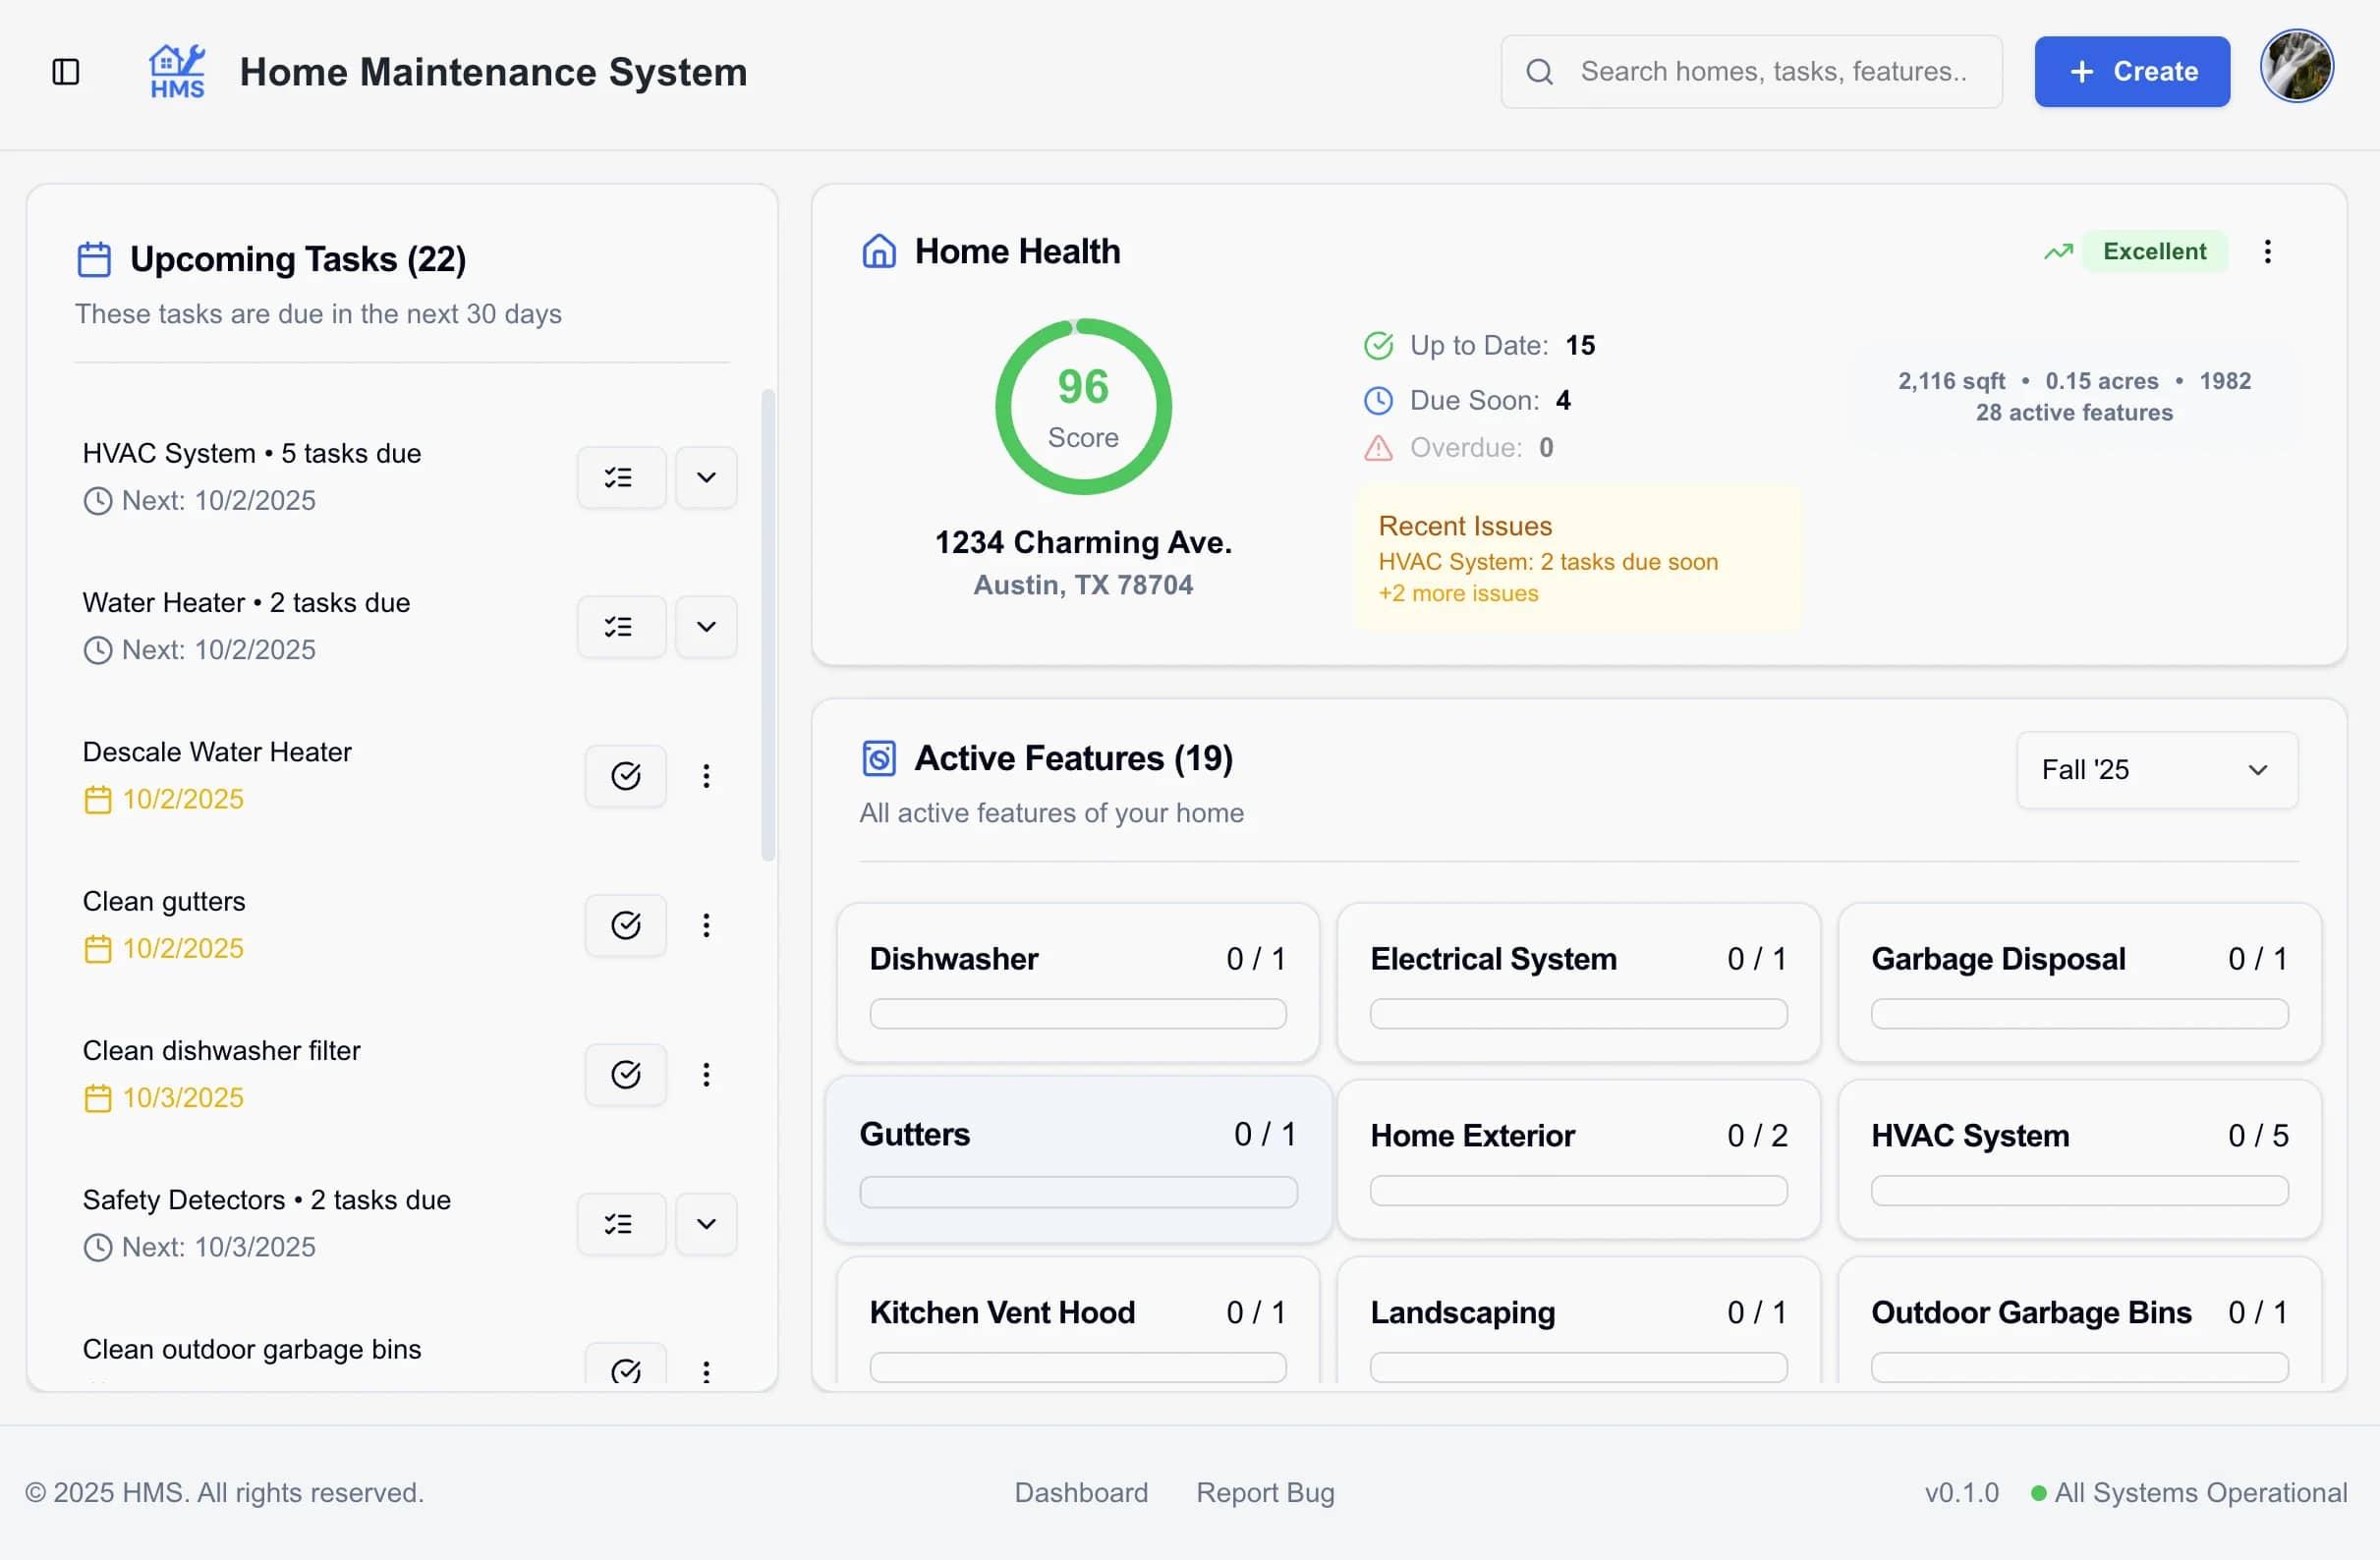 HMS
Home Maintenance System
Search homes, tasks, features..
Create
Upcoming Tasks (22)
These tasks are due in the next 30 days
HVAC System • 5 tasks due
Next: 10/2/2025
Water Heater • 2 tasks due
Next: 10/2/2025
Descale Water Heater
10/2/2025
Clean gutters
10/2/2025
Clean dishwasher filter
10/3/2025
Safety Detectors • 2 tasks due
Next: 10/3/2025
Clean outdoor garbage bins
Home Health
Excellent
96
Score
1234 Charming Ave.
Austin, TX 78704
Up to Date: 15
Due Soon: 4
Overdue: 0
Recent Issues
HVAC System: 2 tasks due soon
+2 more issues
2,116 sqft • 0.15 acres • 1982
28 active features
Active Features (19)
All active features of your home
Fall '25
Dishwasher 0 / 1
Electrical System 0 / 1
Garbage Disposal 0 / 1
Gutters 0 / 1
Home Exterior 0 / 2
HVAC System 0 / 5
Kitchen Vent Hood 0 / 1
Landscaping 0 / 1
Outdoor Garbage Bins 0 / 1
© 2025 HMS. All rights reserved.
Dashboard
Report Bug
v0.1.0
All Systems Operational